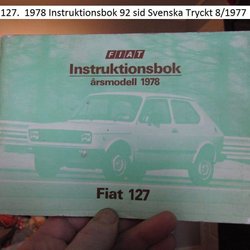 127.  1978 Instruktionsbok 92 sid Svenska Tryckt 8/1977
FIAT
Instruktionsbok
årsmodell 1978
Fiat 127